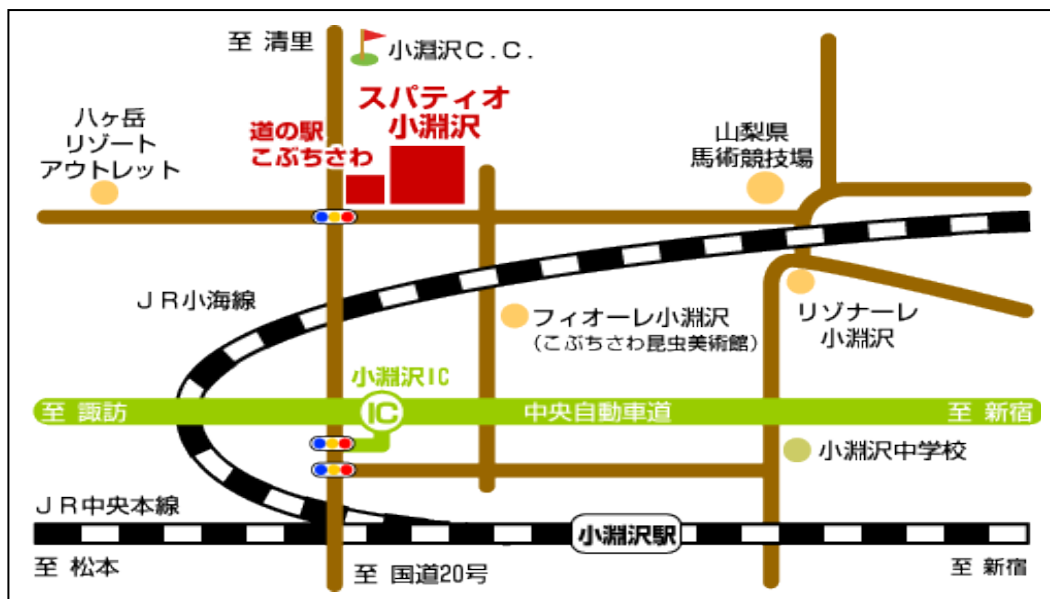 至 清里
小淵沢C.C.
スパティオ
小淵沢
道の駅
こぶちさわ
八ヶ岳
リゾート
アウトレット
山梨県
馬術競技場
JR小海線
フィオーレ小淵沢
(こぶちさわ昆虫美術館)
リゾナーレ
小淵沢
小淵沢IC
至 諏訪
IC
中央自動車道
至 新宿
小淵沢中学校
JR中央本線
小淵沢駅
至 松本
至 国道20号
至 新宿